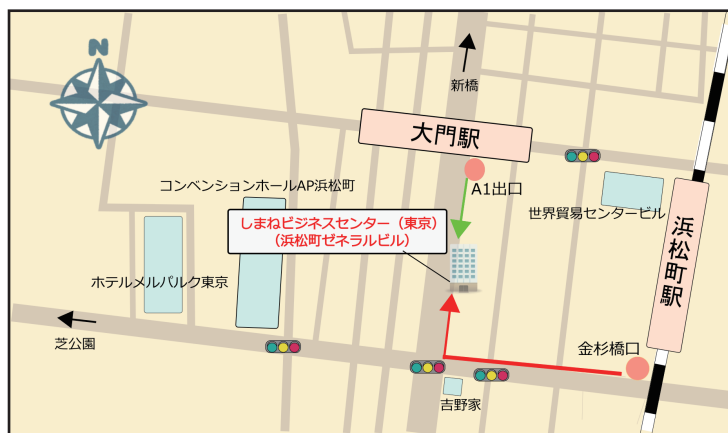 N
新橋
大門駅
A1出口
コンベンションホールAP浜松町
世界貿易センタービル
しまねビジネスセンター（東京）
（浜松町ゼネラルビル）
浜松町駅
ホテルメルパルク東京
芝公園
金杉橋口
吉野家